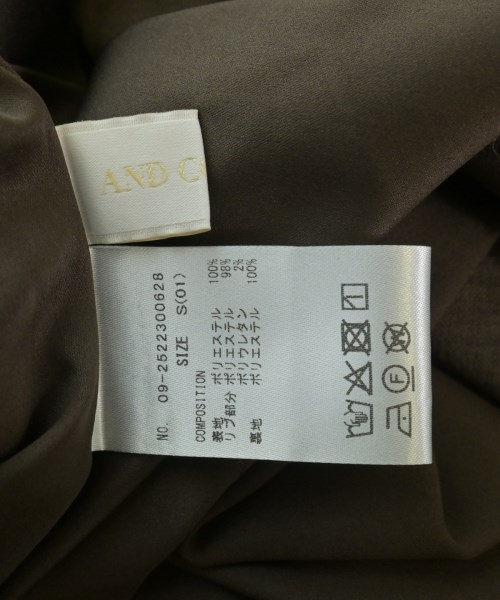 AND C
NO. 09-2522300628
SIZE S(01)
COMPOSITION
表地 ポリエステル 100%
リブ部分 ポリエステル 98%
ポリウレタン 2%
裏地 ポリエステル 100%
F